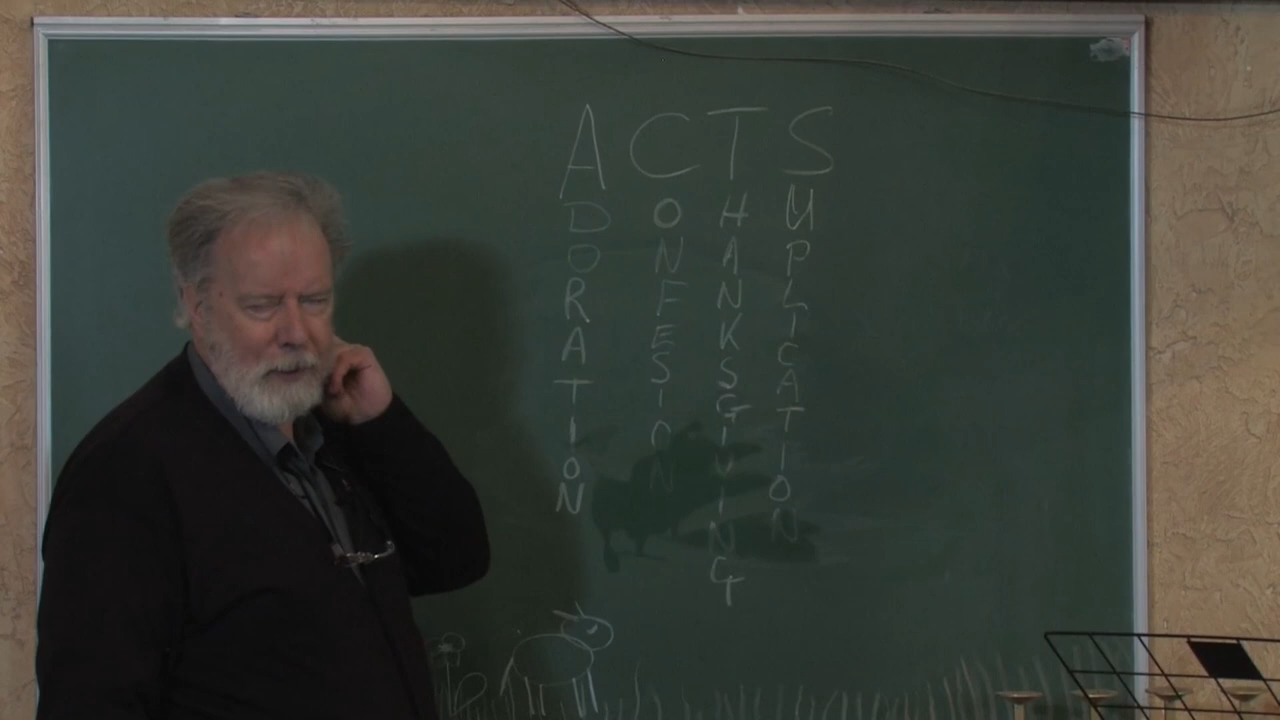 ACTS
ADORATION
CONFESION
THANKSGIVING
SUPLICATION